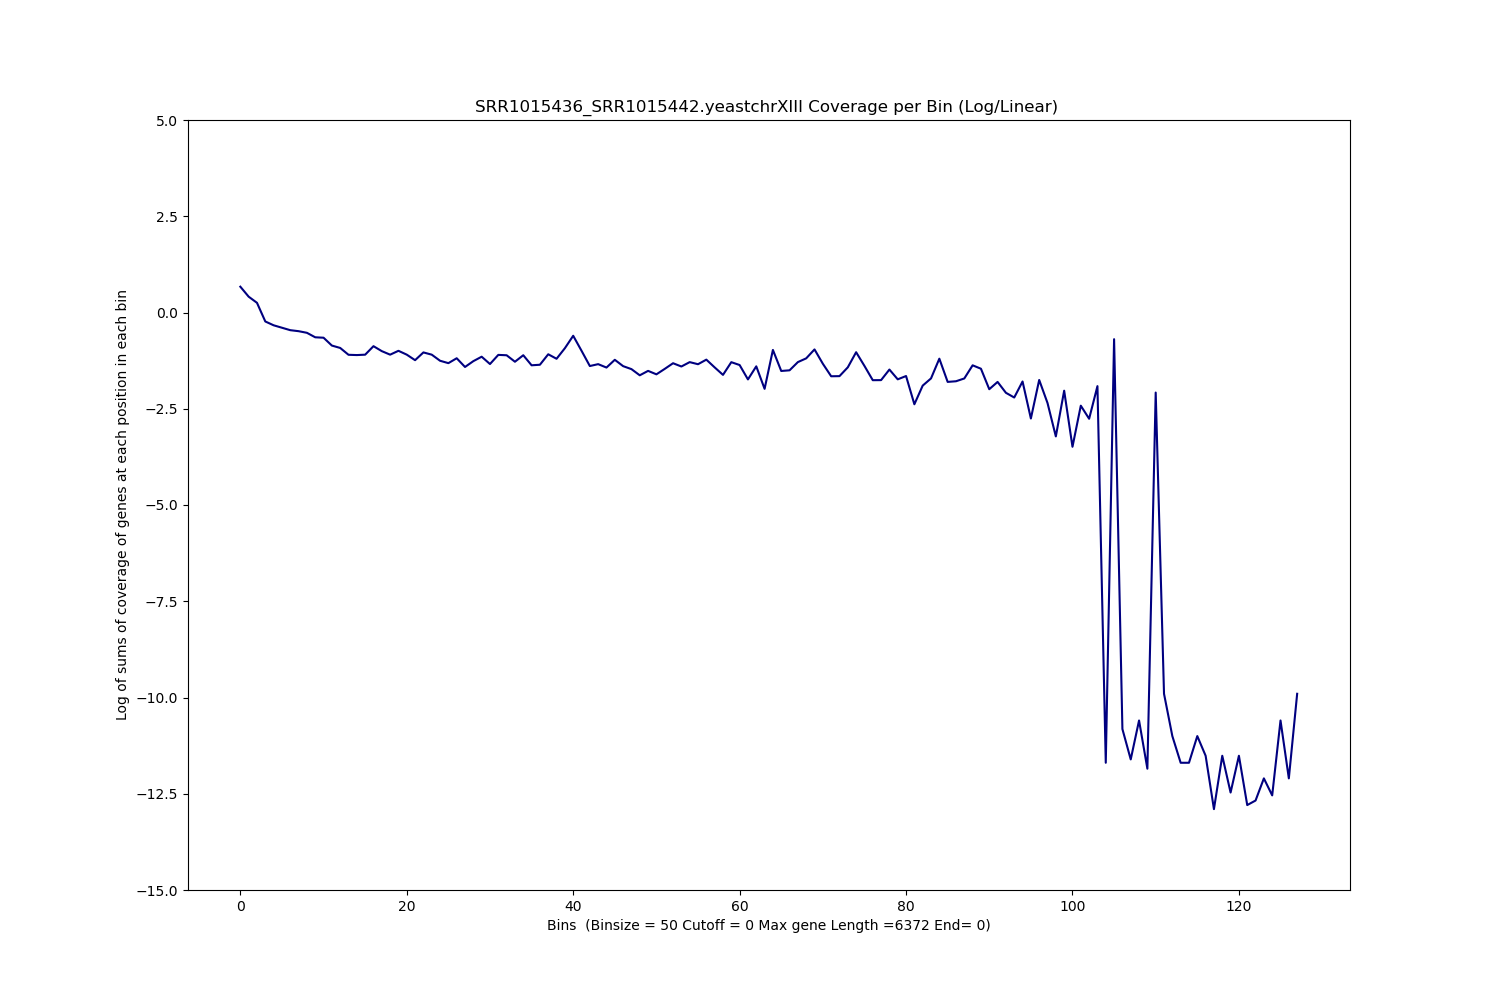 SRR1015436_SRR1015442.yeastchrXIII Coverage per Bin (Log/Linear)
5.0
2.5
0.0
−2.5
−5.0
−7.5
−10.0
−12.5
−15.0
Log of sums of coverage of genes at each position in each bin
0 20 40 60 80 100 120
Bins  (Binsize = 50 Cutoff = 0 Max gene Length =6372 End= 0)